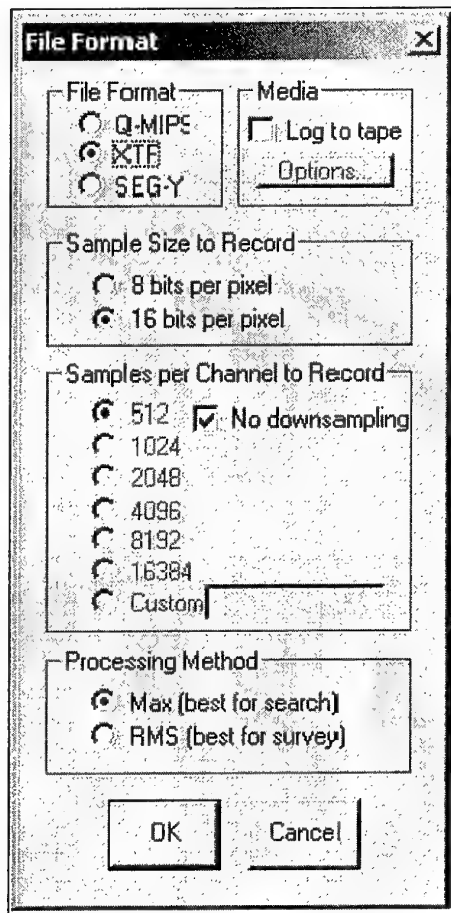 File Format
File Format
Q-MIPS
XTF
SEG-Y
Media
Log to tape
Options...
Sample Size to Record
8 bits per pixel
16 bits per pixel
Samples per Channel to Record
512
No downsampling
1024
2048
4096
8192
16384
Custom
Processing Method
Max (best for search)
RMS (best for survey)
OK
Cancel